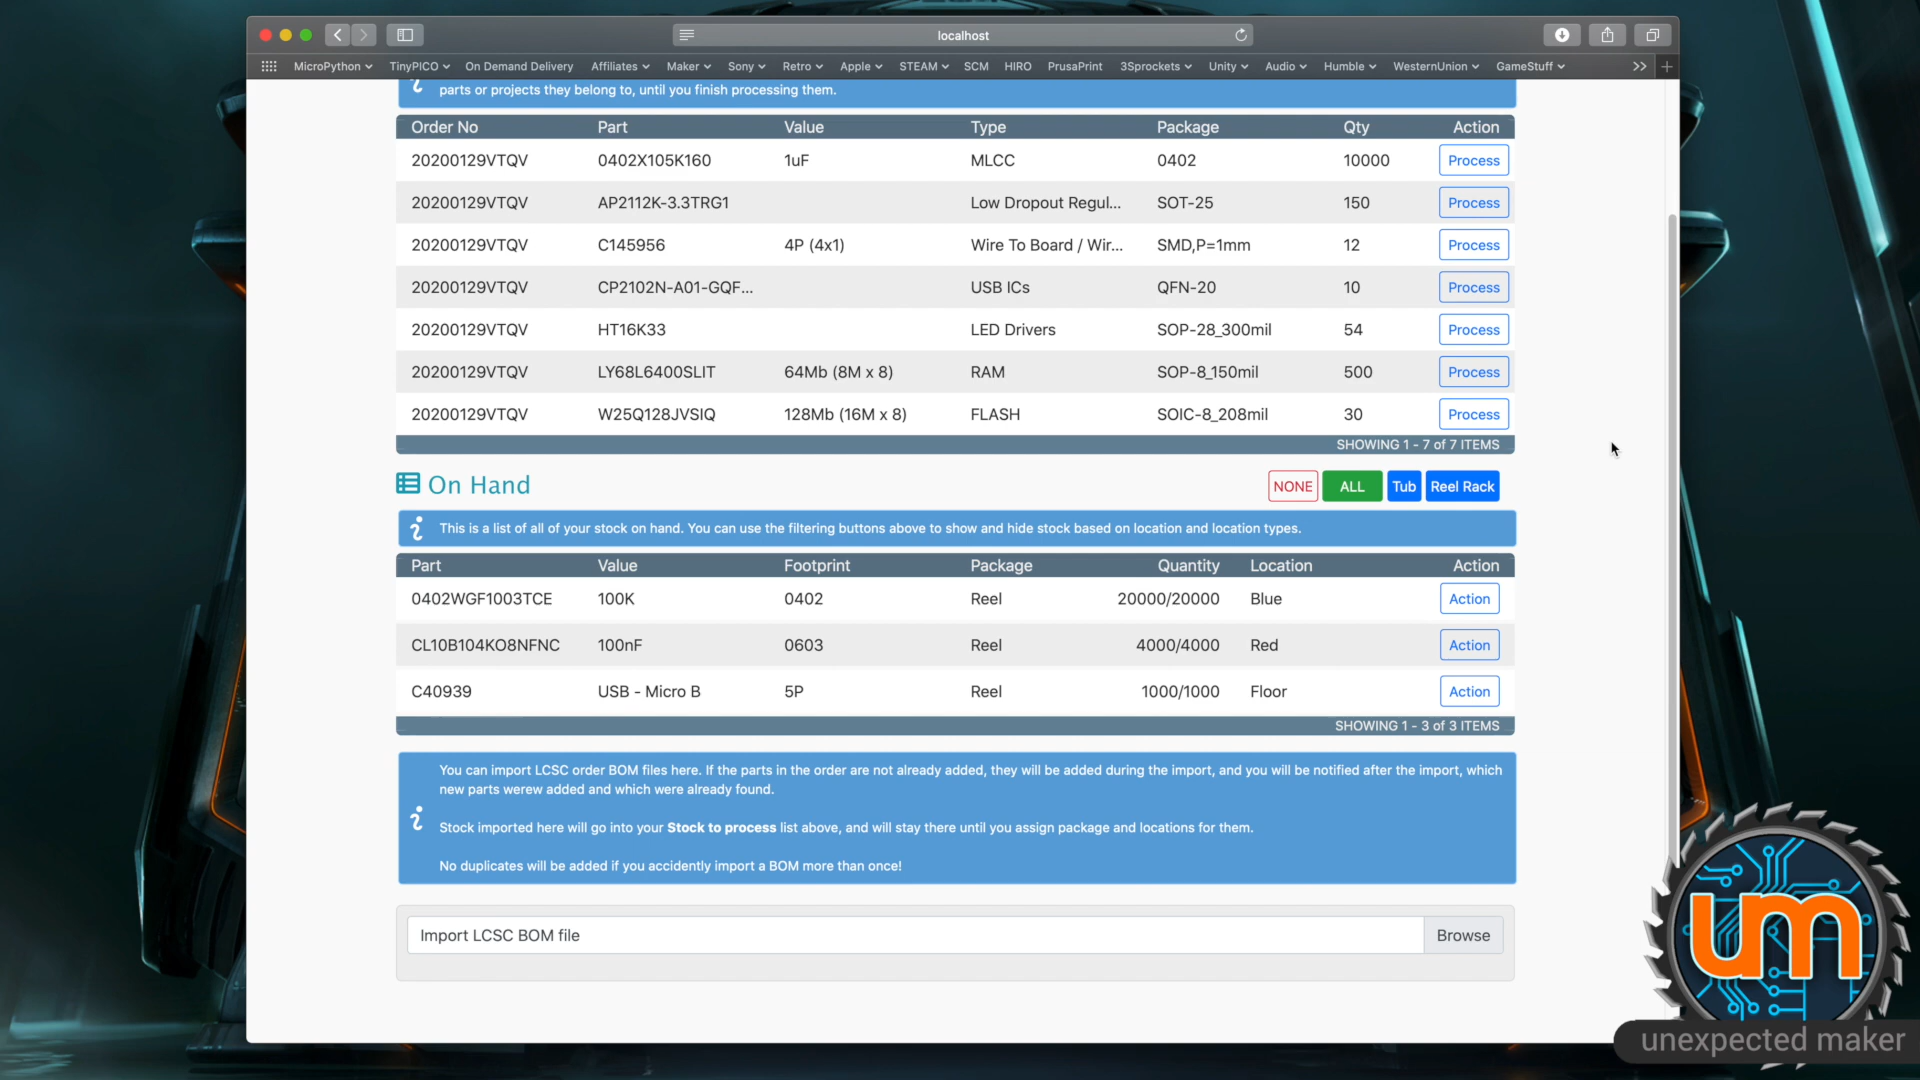 localhost
MicroPython TinyPICO On Demand Delivery Affiliates Maker Sony Retro Apple STEAM SCM HIRO PrusaPrint 3Sprockets Unity Audio Humble WesternUnion GameStuff
parts or projects they belong to, until you finish processing them.
Order No Part Value Type Package Qty Action
20200129VTQV 0402X105K160 1uF MLCC 0402 10000 Process
20200129VTQV AP2112K-3.3TRG1 Low Dropout Regul... SOT-25 150 Process
20200129VTQV C145956 4P (4x1) Wire To Board / Wir... SMD,P=1mm 12 Process
20200129VTQV CP2102N-A01-GQF... USB ICs QFN-20 10 Process
20200129VTQV HT16K33 LED Drivers SOP-28_300mil 54 Process
20200129VTQV LY68L6400SLIT 64Mb (8M x 8) RAM SOP-8_150mil 500 Process
20200129VTQV W25Q128JVSIQ 128Mb (16M x 8) FLASH SOIC-8_208mil 30 Process
SHOWING 1 - 7 of 7 ITEMS
On Hand NONE ALL Tub Reel Rack
This is a list of all of your stock on hand. You can use the filtering buttons above to show and hide stock based on location and location types.
Part Value Footprint Package Quantity Location Action
0402WGF1003TCE 100K 0402 Reel 20000/20000 Blue Action
CL10B104KO8NFNC 100nF 0603 Reel 4000/4000 Red Action
C40939 USB - Micro B 5P Reel 1000/1000 Floor Action
SHOWING 1 - 3 of 3 ITEMS
You can import LCSC order BOM files here. If the parts in the order are not already added, they will be added during the import, and you will be notified after the import, which
new parts werew added and which were already found.
Stock imported here will go into your Stock to process list above, and will stay there until you assign package and locations for them.
No duplicates will be added if you accidently import a BOM more than once!
Import LCSC BOM file Browse
um
unexpected maker